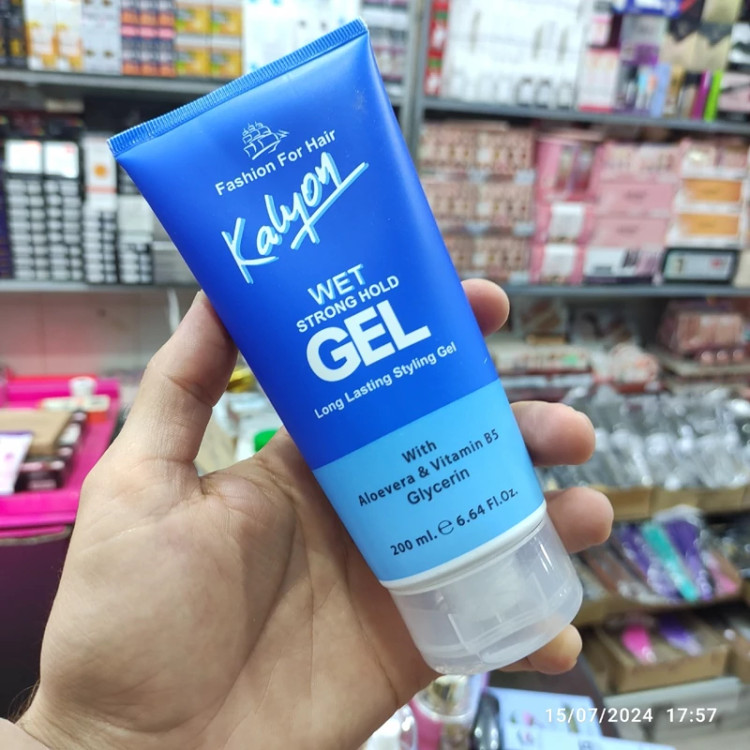 Fashion For Hair
Kalyon
WET
STRONG HOLD
GEL
Long Lasting Styling Gel
With
Aloevera & Vitamin B5
Glycerin
200 ml. ℮ 6.64 Fl.Oz.
15/07/2024 17:57